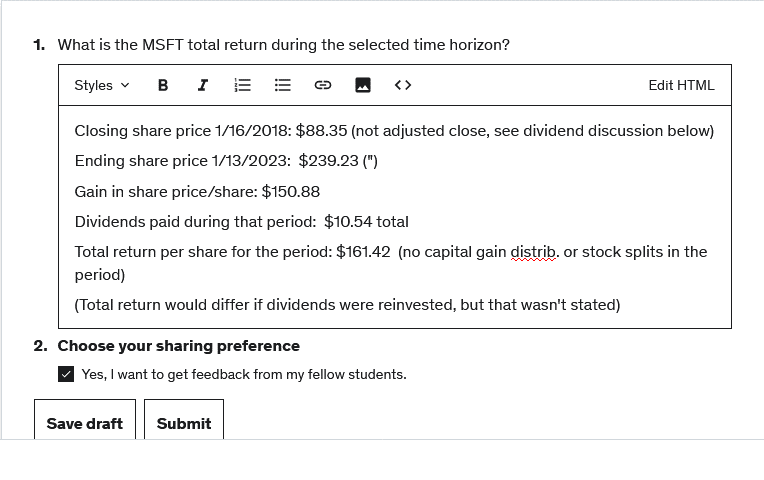 1. What is the MSFT total return during the selected time horizon?
Styles B I Edit HTML
Closing share price 1/16/2018: $88.35 (not adjusted close, see dividend discussion below)
Ending share price 1/13/2023:  $239.23 (")
Gain in share price/share: $150.88
Dividends paid during that period:  $10.54 total
Total return per share for the period: $161.42  (no capital gain distrib. or stock splits in the
period)
(Total return would differ if dividends were reinvested, but that wasn't stated)
2. Choose your sharing preference
Yes, I want to get feedback from my fellow students.
Save draft Submit